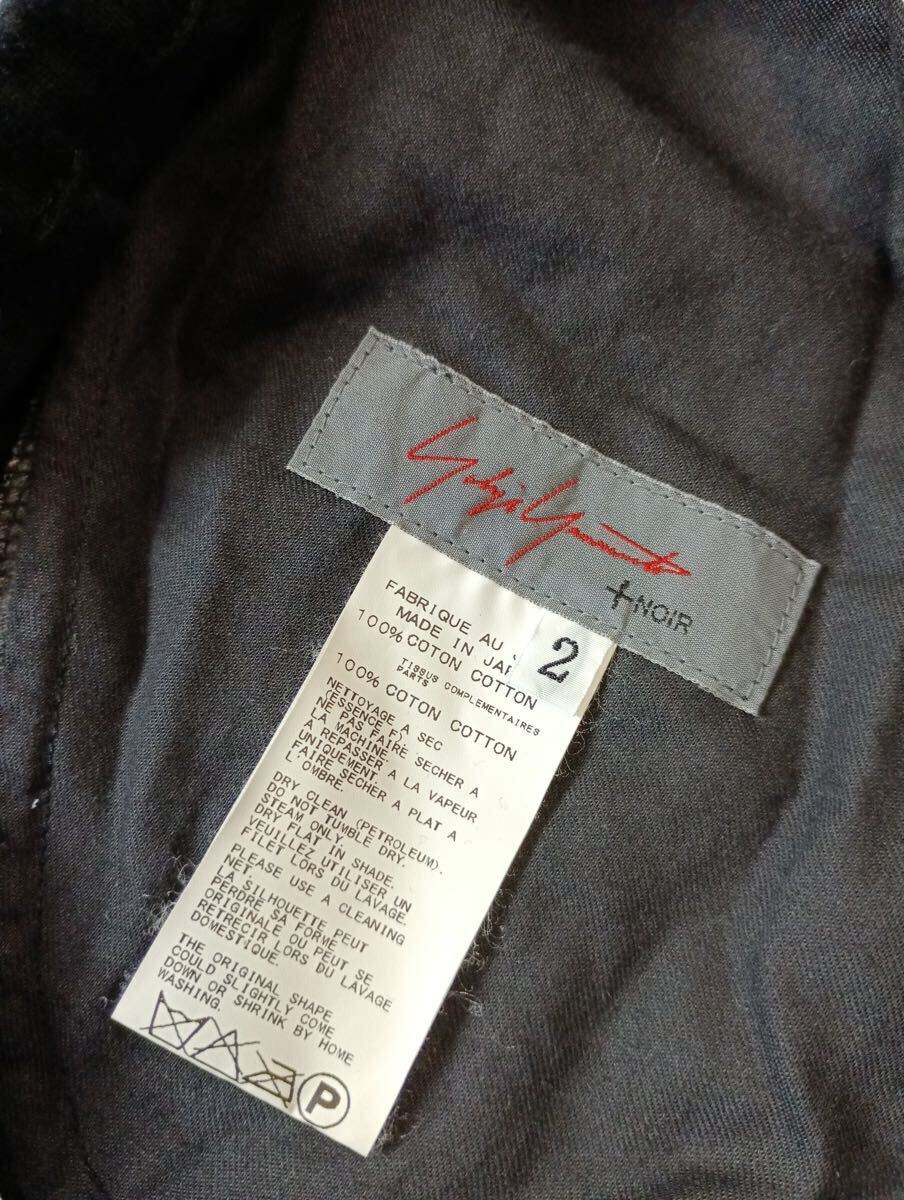 Yohji Yamamoto
+NOIR
2
FABRIQUE AU
MADE IN JAP
100% COTON COTTON
TISSUS COMPLEMENTAIRES
PARTS
100% COTON COTTON
NETTOYAGE A SEC
(ESSENCE F).
NE PAS FAIRE SECHER A
LA MACHINE.
A REPASSER A LA VAPEUR
UNIQUEMENT.
FAIRE SECHER A PLAT A
L'OMBRE.
DRY CLEAN (PETROLEUM).
DO NOT TUMBLE DRY.
STEAM ONLY.
DRY FLAT IN SHADE.
VEUILLEZ UTILISER UN
FILET LORS DU LAVAGE.
PLEASE USE A CLEANING
NET.
LA SILHOUETTE PEUT
PERDRE SA FORME
ORIGINALE OU PEUT SE
RETRECIR LORS DU LAVAGE
DOMESTIQUE.
THE ORIGINAL SHAPE
COULD SLIGHTLY COME
DOWN OR SHRINK BY HOME
WASHING.
P